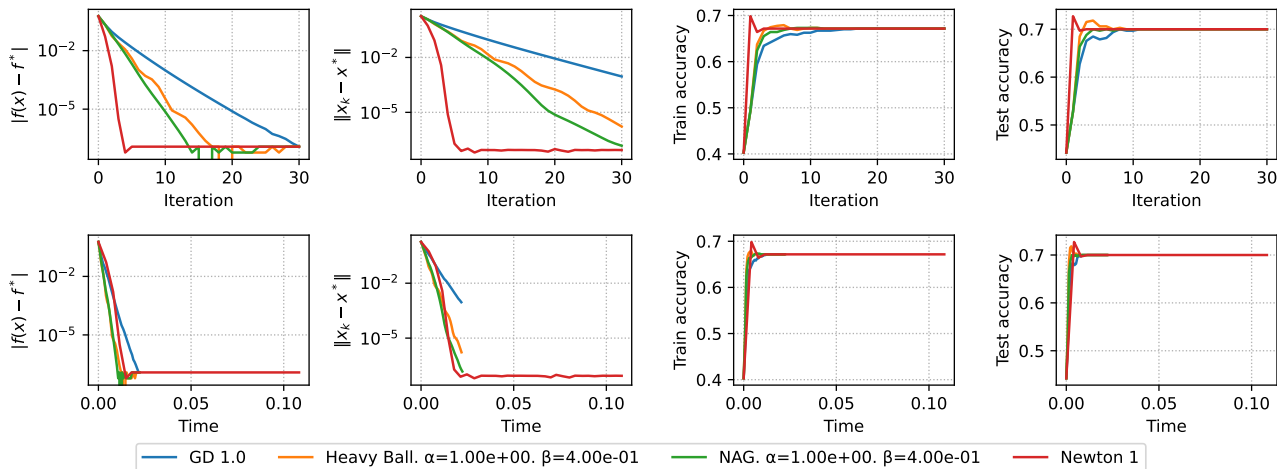 |f(x) − f*|
10⁻²
10⁻⁵
0 10 20 30
Iteration
‖xₖ − x*‖
10⁻²
10⁻⁵
0 10 20 30
Iteration
Train accuracy
0.7
0.6
0.5
0.4
0 10 20 30
Iteration
Test accuracy
0.7
0.6
0.5
0 10 20 30
Iteration
|f(x) − f*|
10⁻²
10⁻⁵
0.00 0.05 0.10
Time
‖xₖ − x*‖
10⁻²
10⁻⁵
0.00 0.05 0.10
Time
Train accuracy
0.7
0.6
0.5
0.4
0.00 0.05 0.10
Time
Test accuracy
0.7
0.6
0.5
0.00 0.05 0.10
Time
GD 1.0 Heavy Ball. α=1.00e+00. β=4.00e-01 NAG. α=1.00e+00. β=4.00e-01 Newton 1